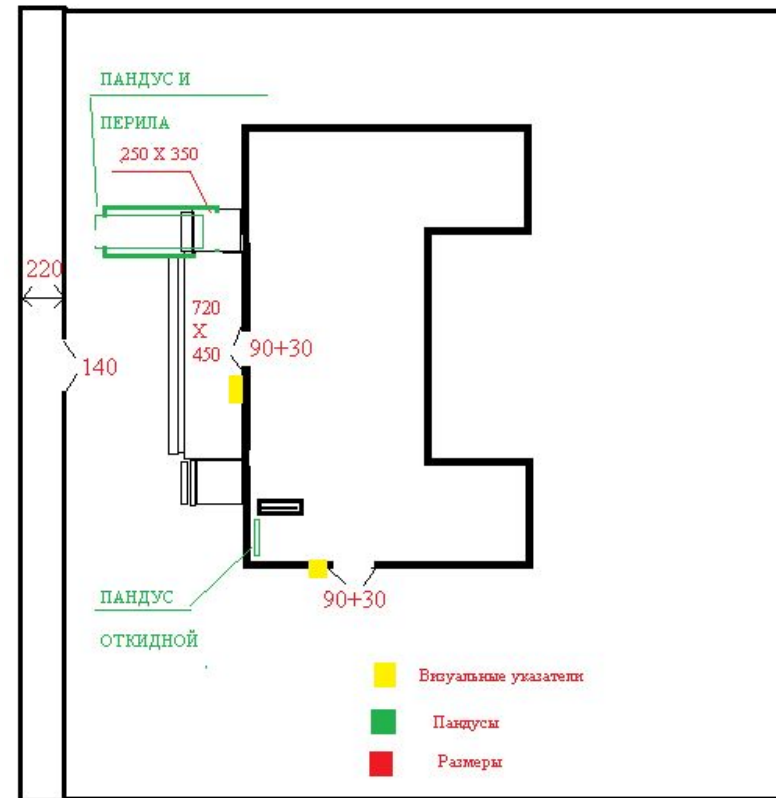 ПАНДУС И
ПЕРИЛА
250 X 350
220
720
X
450
90+30
140
ПАНДУС
ОТКИДНОЙ
90+30
Визуальные указатели
Пандусы
Размеры